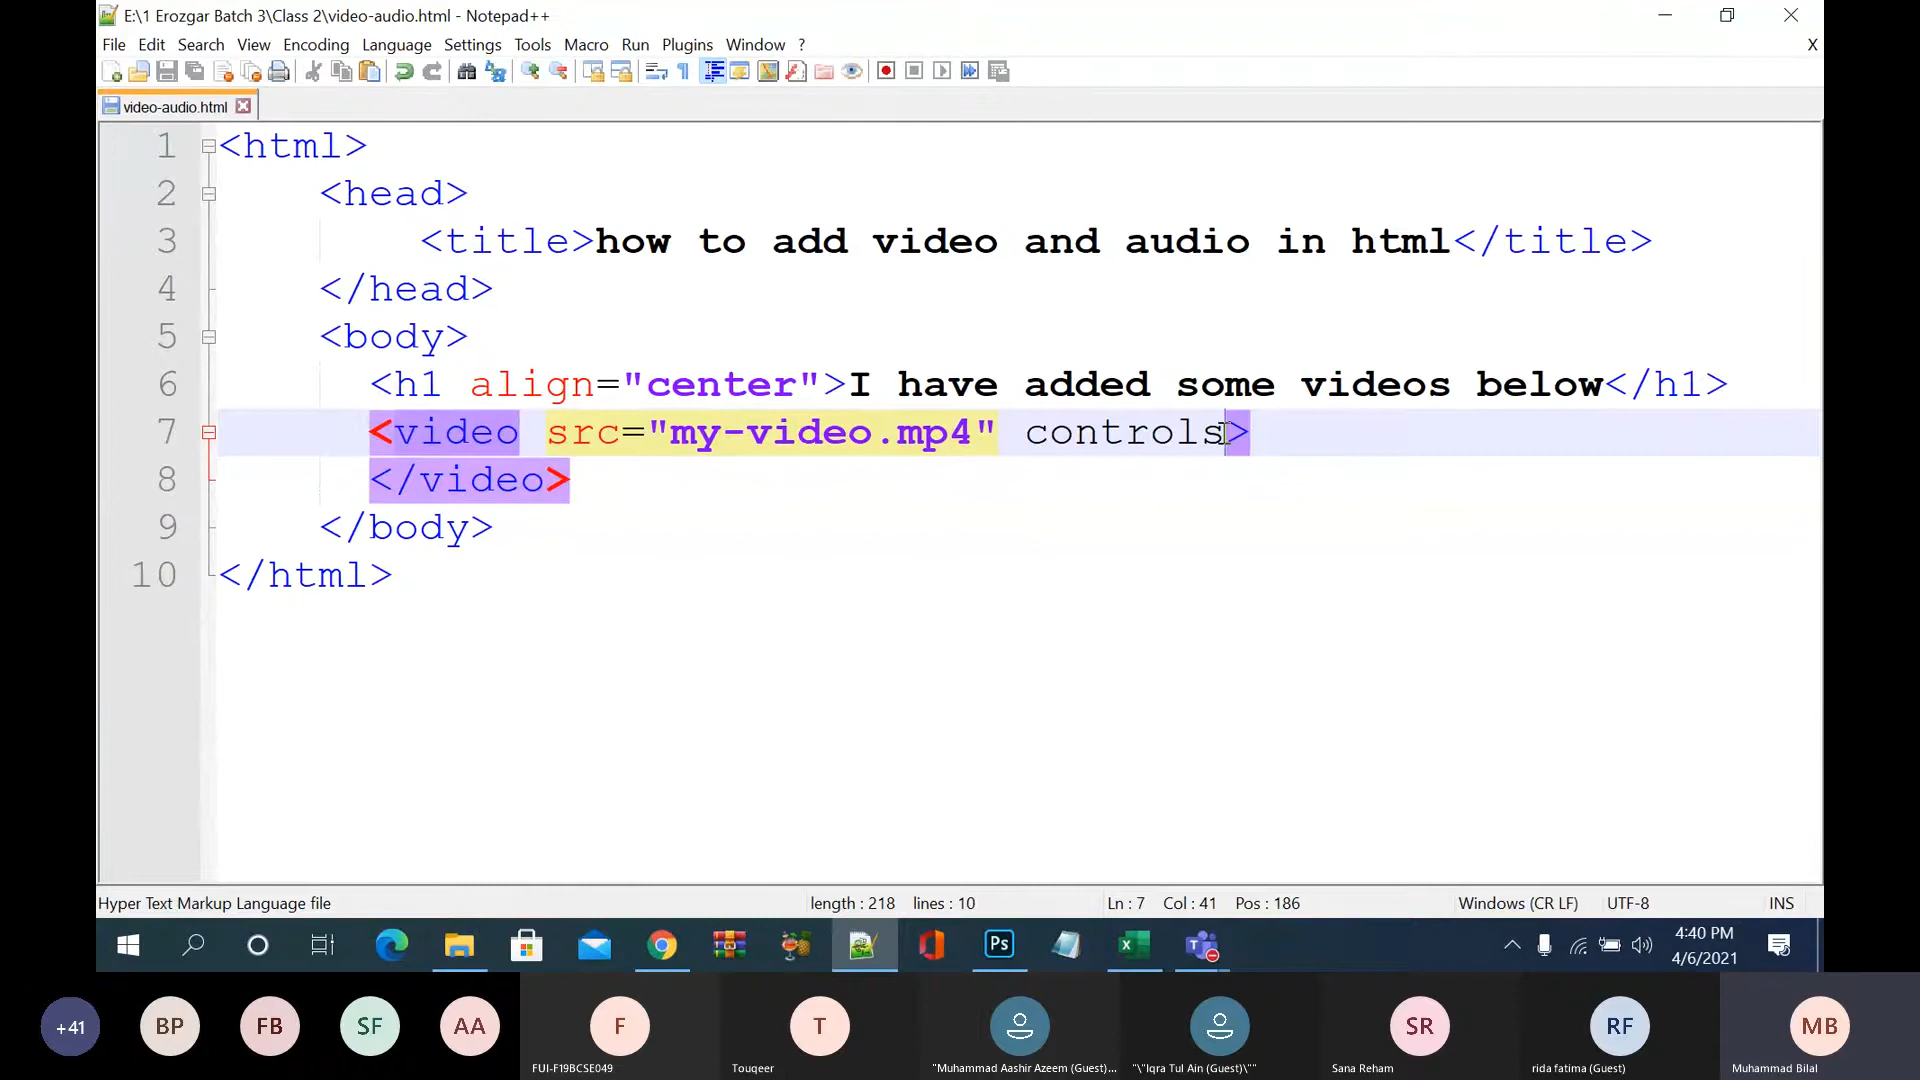 E:\1 Erozgar Batch 3\Class 2\video-audio.html - Notepad++
File Edit Search View Encoding Language Settings Tools Macro Run Plugins Window ? X
video-audio.html
1 <html>
2 <head>
3 <title>how to add video and audio in html</title>
4 </head>
5 <body>
6 <h1 align="center">I have added some videos below</h1>
7 <video src="my-video.mp4" controls>
8 </video>
9 </body>
10 </html>
Hyper Text Markup Language file length : 218 lines : 10 Ln : 7 Col : 41 Pos : 186 Windows (CR LF) UTF-8 INS
Ps
4:40 PM
4/6/2021
+41 BP FB SF AA F T SR RF MB
FUI-F19BCSE049 Touqeer "Muhammad Aashir Azeem (Guest)... "\"Iqra Tul Ain (Guest)\"" Sana Reham rida fatima (Guest) Muhammad Bilal